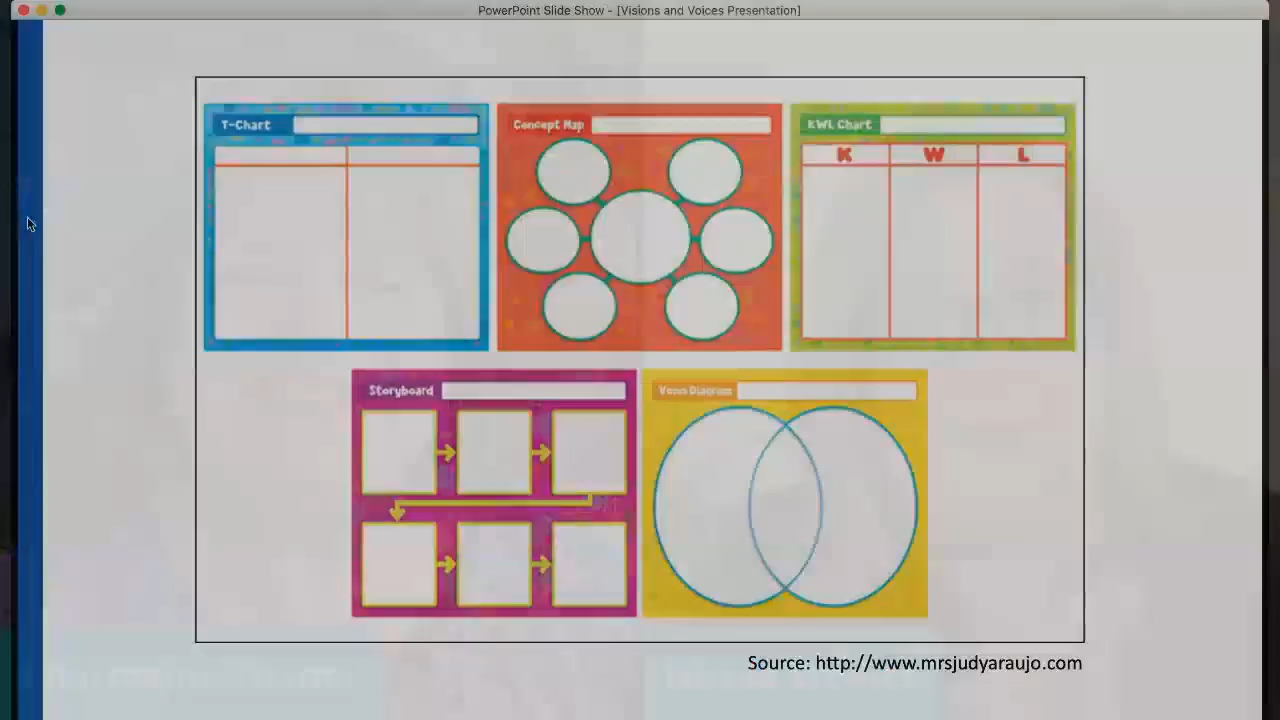 PowerPoint Slide Show - [Visions and Voices Presentation]
T-Chart
Concept Map
KWL Chart
K W L
Storyboard
Venn Diagram
Source: http://www.mrsjudyaraujo.com